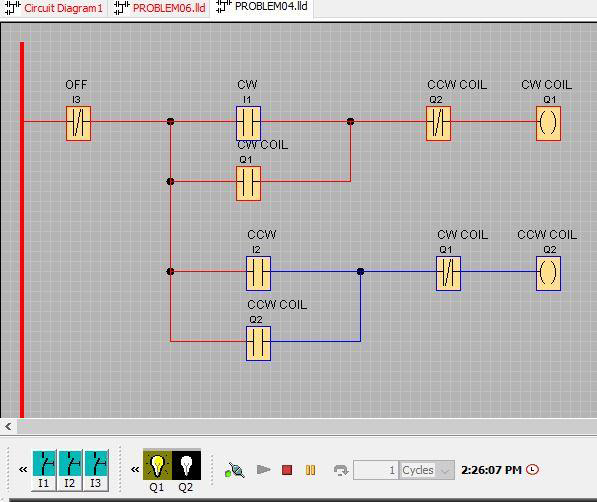 Circuit Diagram1 PROBLEM06.lld PROBLEM04.lld
OFF CW CCW COIL CW COIL
I3 I1 Q2 Q1
CW COIL
Q1
CCW CW COIL CCW COIL
I2 Q1 Q2
CCW COIL
Q2
« I1 I2 I3 « Q1 Q2 1 Cycles 2:26:07 PM